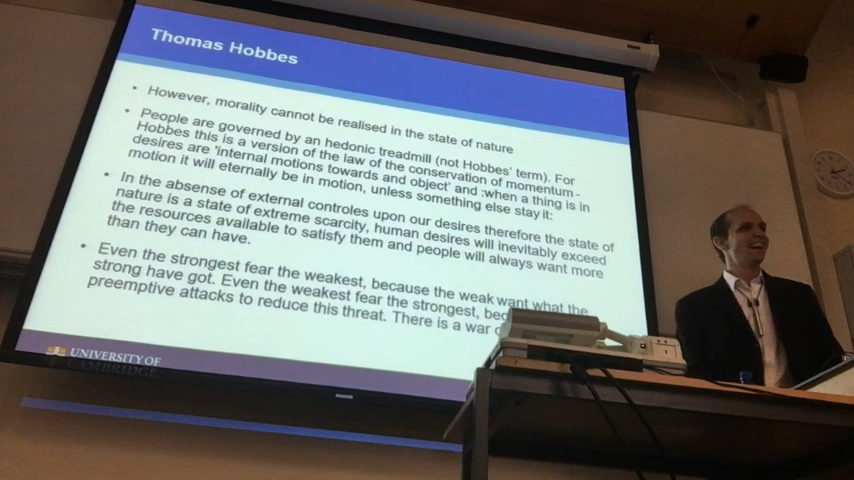 Thomas Hobbes
• However, morality cannot be realised in the state of nature
• People are governed by an hedonic treadmill (not Hobbes' term). For
Hobbes this is a version of the law of the conservation of momentum -
desires are 'internal motions towards and object' and :when a thing is in
motion it will eternally be in motion, unless something else stay it:
• In the absense of external controles upon our desires therefore the state of
nature is a state of extreme scarcity, human desires will inevitably exceed
the resources available to satisfy them and people will always want more
than they can have.
• Even the strongest fear the weakest, because the weak want what the
strong have got. Even the weakest fear the strongest,
preemptive attacks to reduce this threat. There is a war
UNIVERSITY OF
CAMBRIDGE